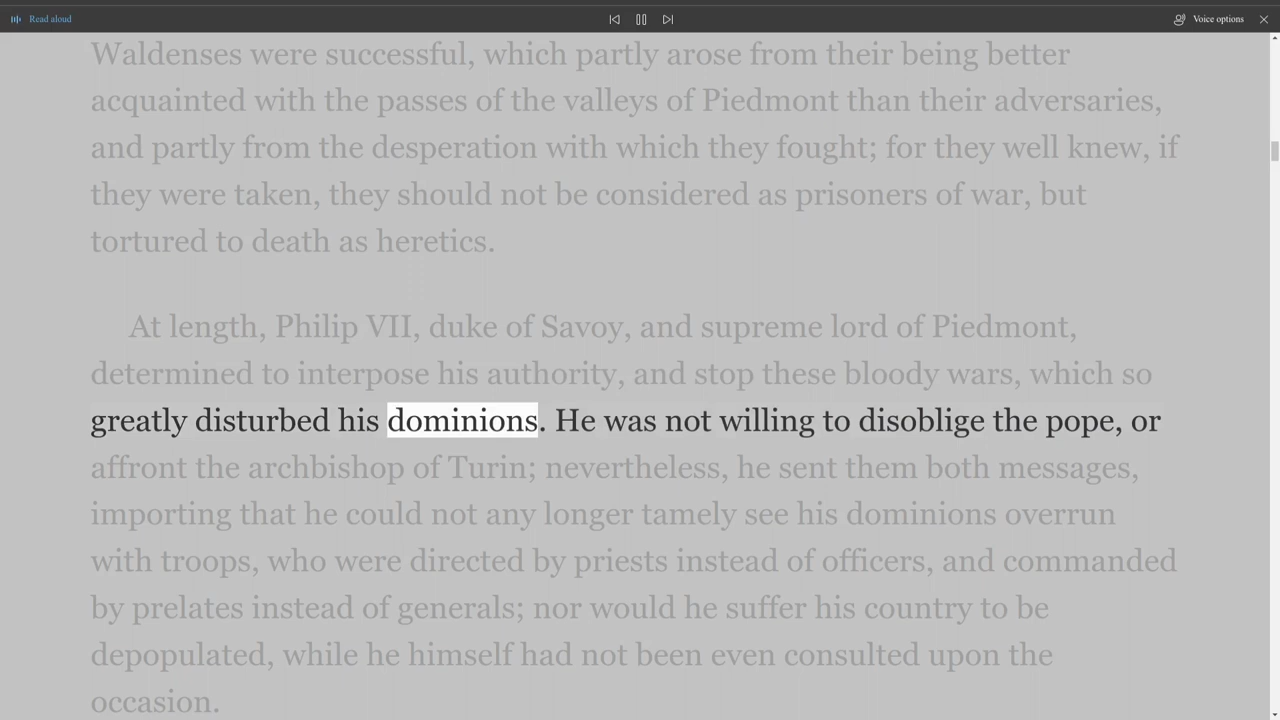 Read aloud
Voice options
Waldenses were successful, which partly arose from their being better
acquainted with the passes of the valleys of Piedmont than their adversaries,
and partly from the desperation with which they fought; for they well knew, if
they were taken, they should not be considered as prisoners of war, but
tortured to death as heretics.
At length, Philip VII, duke of Savoy, and supreme lord of Piedmont,
determined to interpose his authority, and stop these bloody wars, which so
greatly disturbed his dominions. He was not willing to disoblige the pope, or
affront the archbishop of Turin; nevertheless, he sent them both messages,
importing that he could not any longer tamely see his dominions overrun
with troops, who were directed by priests instead of officers, and commanded
by prelates instead of generals; nor would he suffer his country to be
depopulated, while he himself had not been even consulted upon the
occasion.